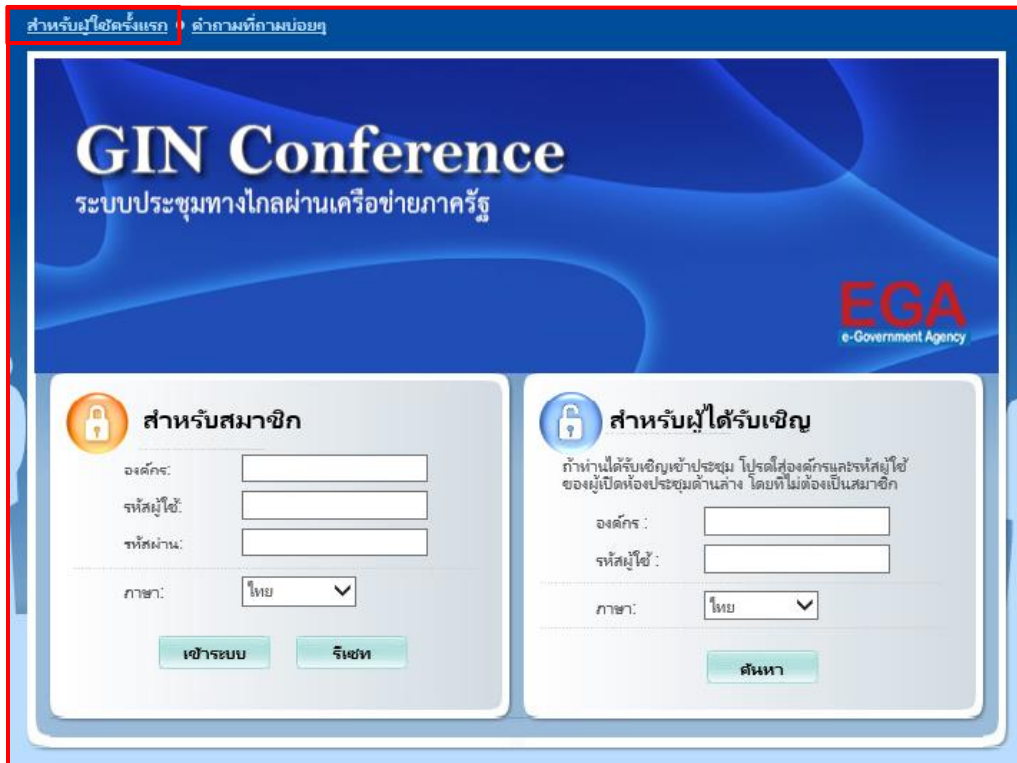 สำหรับผู้ใช้ครั้งแรก คำถามที่ถามบ่อยๆ
GIN Conference
ระบบประชุมทางไกลผ่านเครือข่ายภาครัฐ
EGA
e-Government Agency
สำหรับสมาชิก
องค์กร:
รหัสผู้ใช้:
รหัสผ่าน:
ภาษา: ไทย
เข้าระบบ รีเซท
สำหรับผู้ได้รับเชิญ
ถ้าท่านได้รับเชิญเข้าประชุม โปรดใส่องค์กรและรหัสผู้ใช้
ของผู้เปิดห้องประชุมด้านล่าง โดยที่ไม่ต้องเป็นสมาชิก
องค์กร :
รหัสผู้ใช้ :
ภาษา: ไทย
ค้นหา